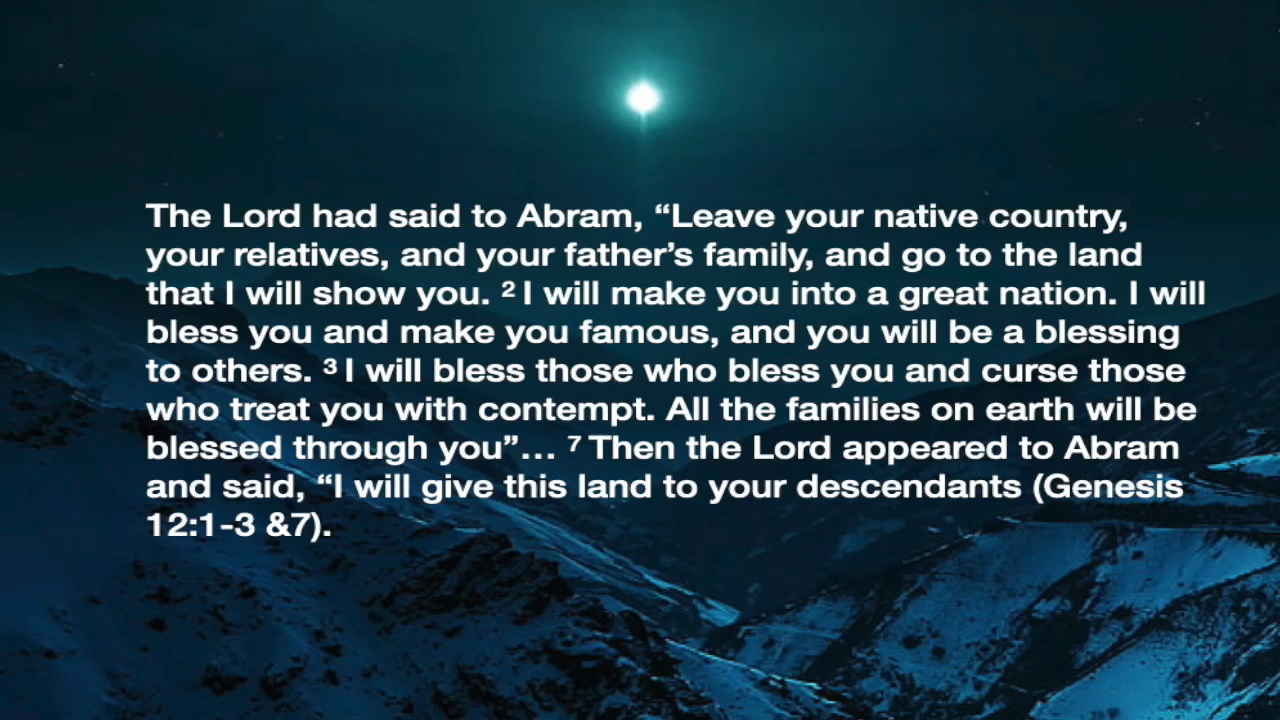 The Lord had said to Abram, “Leave your native country,
your relatives, and your father’s family, and go to the land
that I will show you. ² I will make you into a great nation. I will
bless you and make you famous, and you will be a blessing
to others. ³ I will bless those who bless you and curse those
who treat you with contempt. All the families on earth will be
blessed through you”… ⁷ Then the Lord appeared to Abram
and said, “I will give this land to your descendants (Genesis
12:1-3 &7).